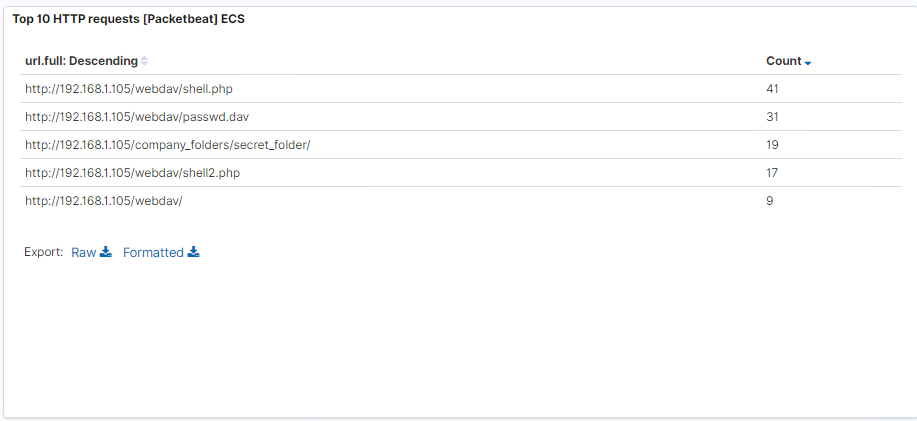 Top 10 HTTP requests [Packetbeat] ECS
url.full: Descending Count
http://192.168.1.105/webdav/shell.php 41
http://192.168.1.105/webdav/passwd.dav 31
http://192.168.1.105/company_folders/secret_folder/ 19
http://192.168.1.105/webdav/shell2.php 17
http://192.168.1.105/webdav/ 9
Export: Raw Formatted